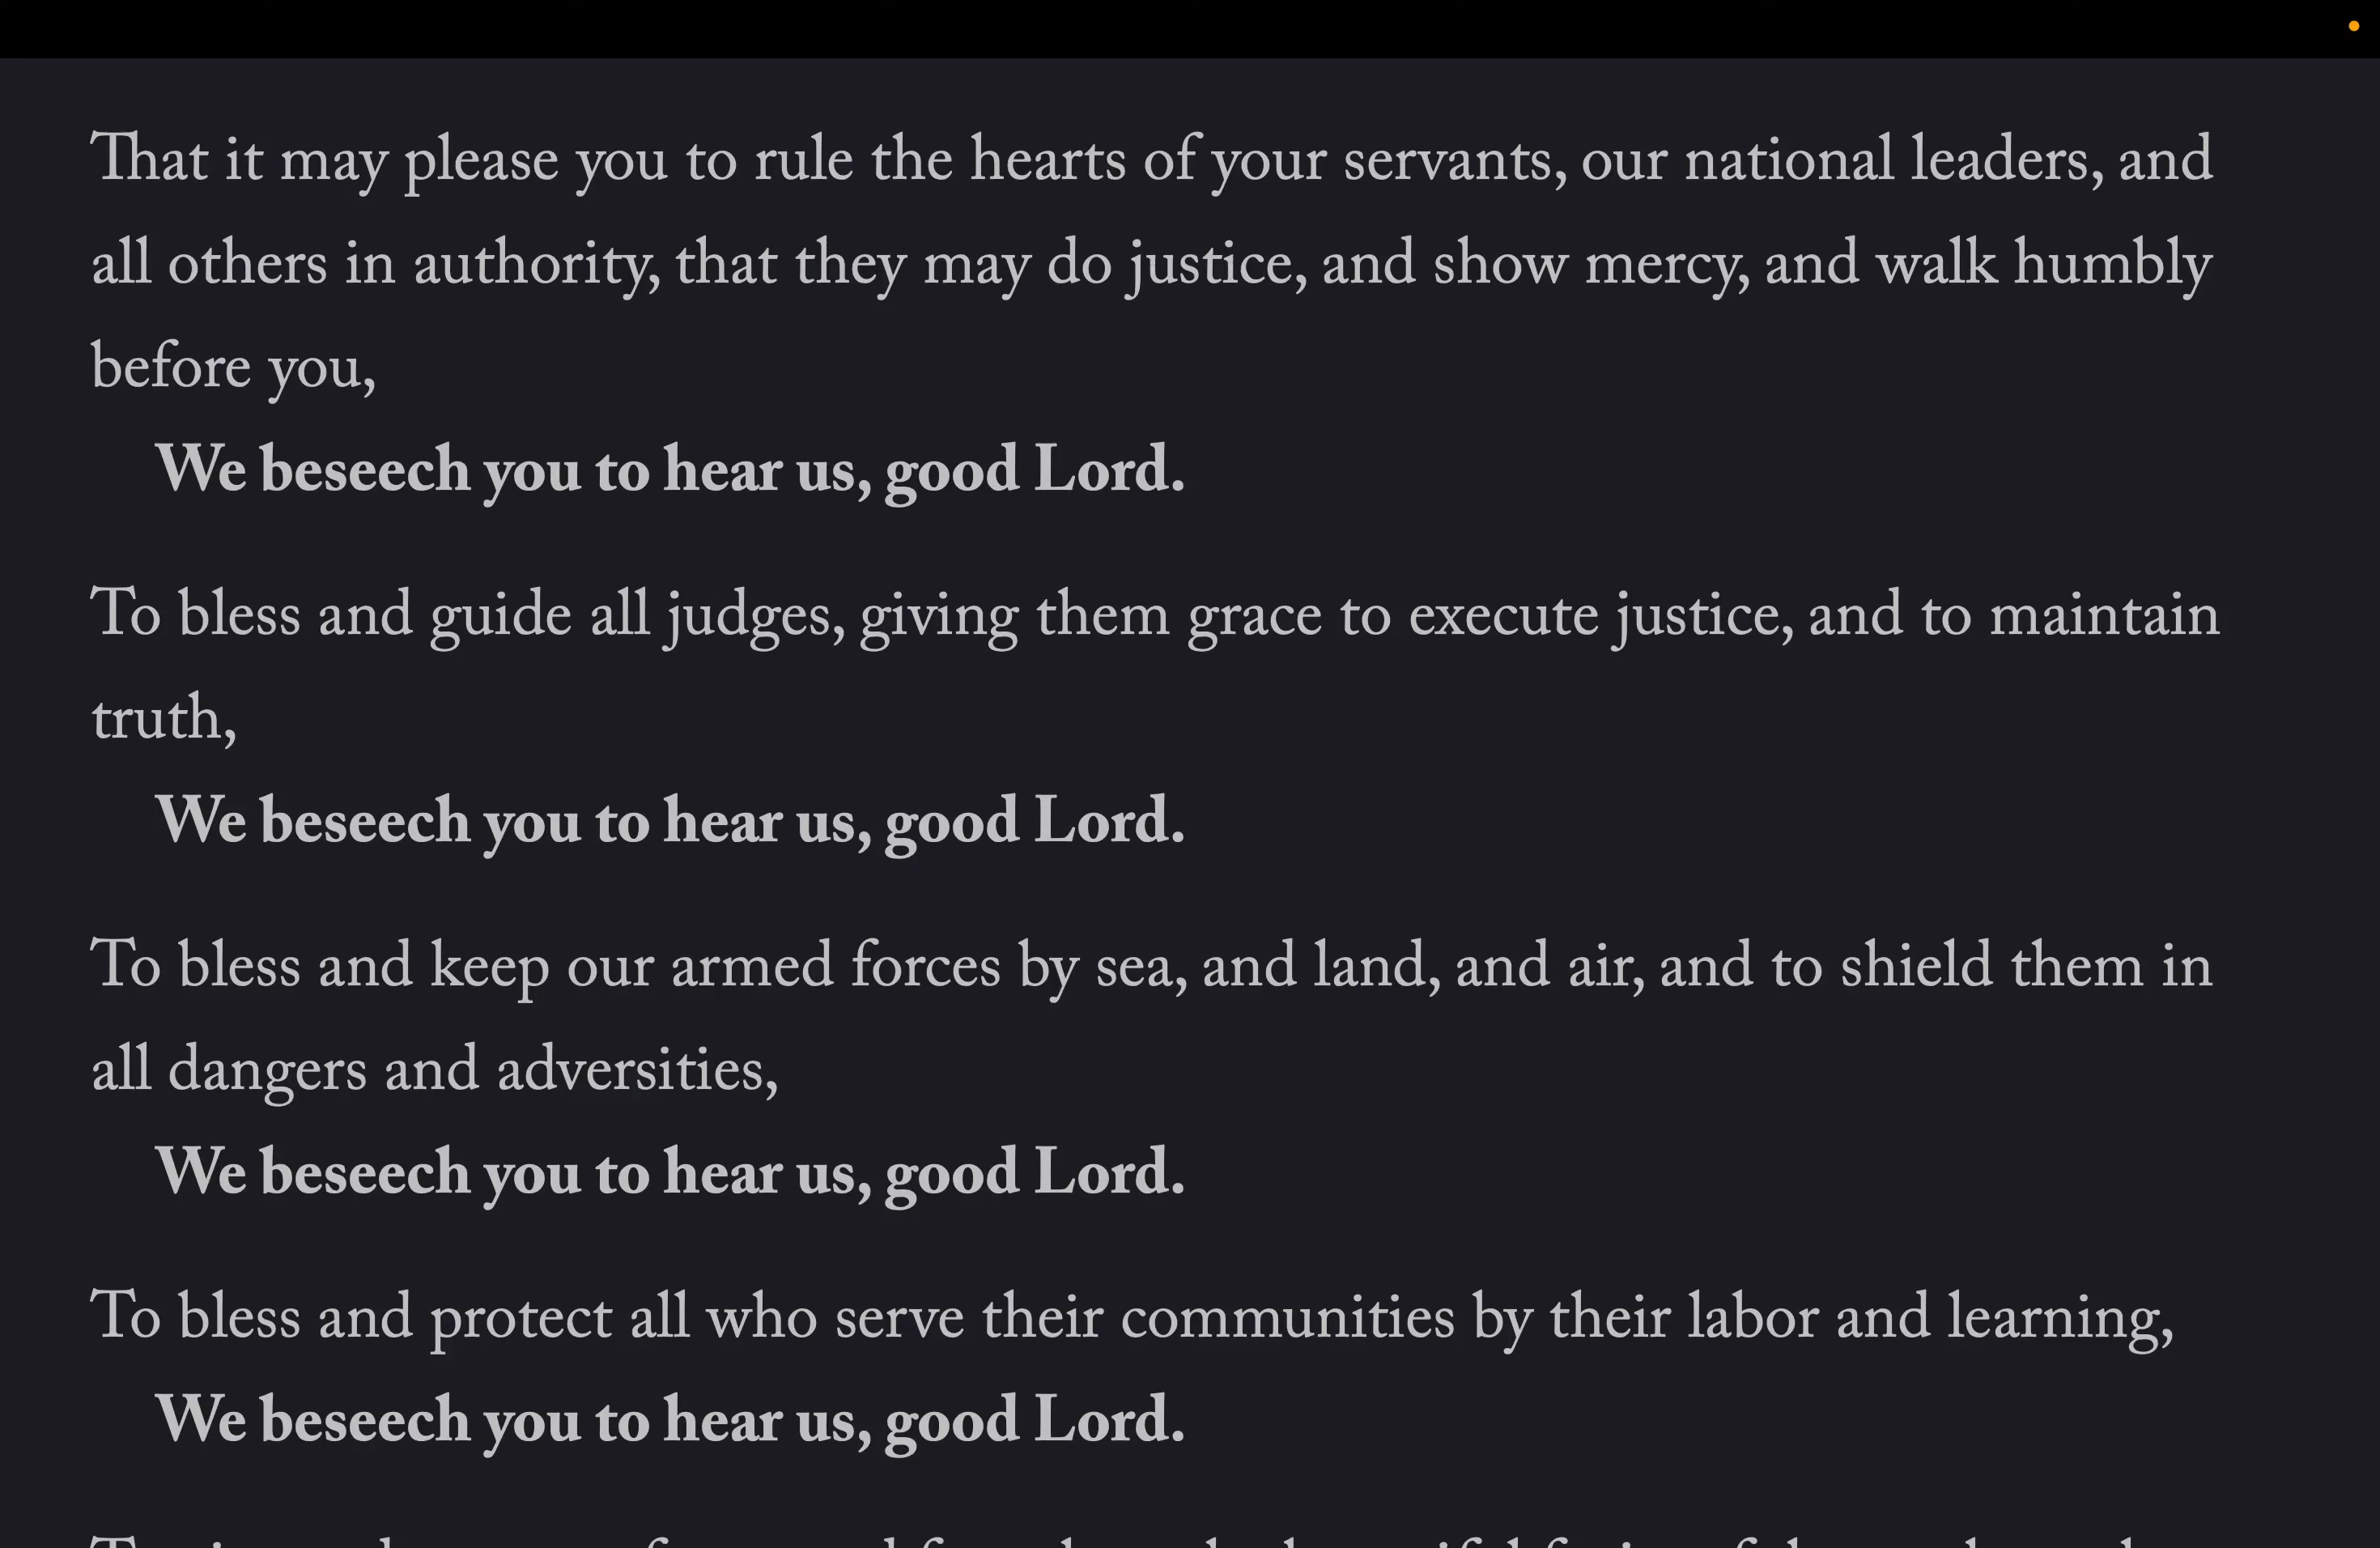 That it may please you to rule the hearts of your servants, our national leaders, and
all others in authority, that they may do justice, and show mercy, and walk humbly
before you,
We beseech you to hear us, good Lord.
To bless and guide all judges, giving them grace to execute justice, and to maintain
truth,
We beseech you to hear us, good Lord.
To bless and keep our armed forces by sea, and land, and air, and to shield them in
all dangers and adversities,
We beseech you to hear us, good Lord.
To bless and protect all who serve their communities by their labor and learning,
We beseech you to hear us, good Lord.